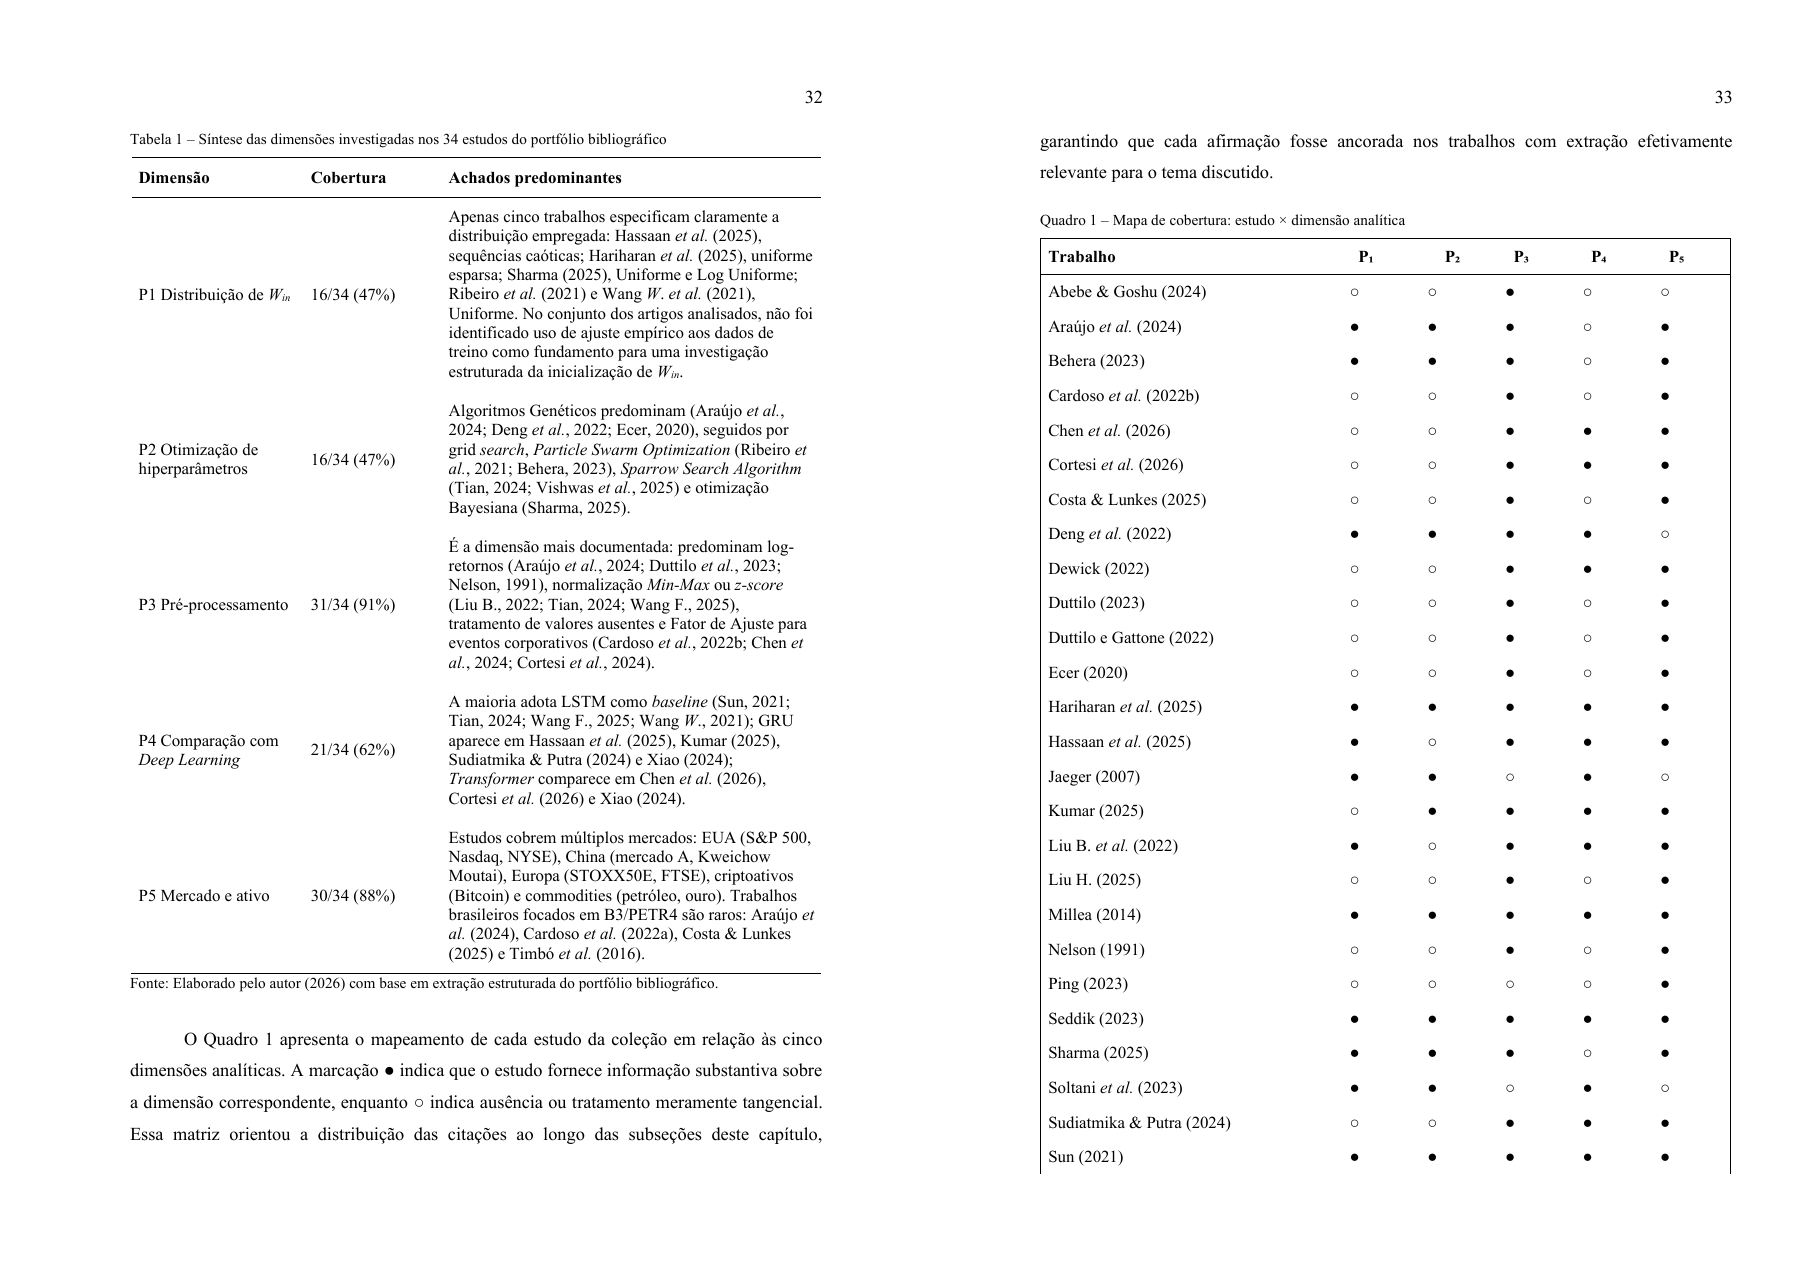 32
Tabela 1 – Síntese das dimensões investigadas nos 34 estudos do portfólio bibliográfico
Dimensão Cobertura Achados predominantes
P1 Distribuição de Win 16/34 (47%)
Apenas cinco trabalhos especificam claramente a
distribuição empregada: Hassaan et al. (2025),
sequências caóticas; Hariharan et al. (2025), uniforme
esparsa; Sharma (2025), Uniforme e Log Uniforme;
Ribeiro et al. (2021) e Wang W. et al. (2021),
Uniforme. No conjunto dos artigos analisados, não foi
identificado uso de ajuste empírico aos dados de
treino como fundamento para uma investigação
estruturada da inicialização de Win.
P2 Otimização de
hiperparâmetros
16/34 (47%)
Algoritmos Genéticos predominam (Araújo et al.,
2024; Deng et al., 2022; Ecer, 2020), seguidos por
grid search, Particle Swarm Optimization (Ribeiro et
al., 2021; Behera, 2023), Sparrow Search Algorithm
(Tian, 2024; Vishwas et al., 2025) e otimização
Bayesiana (Sharma, 2025).
P3 Pré-processamento 31/34 (91%)
É a dimensão mais documentada: predominam log-
retornos (Araújo et al., 2024; Duttilo et al., 2023;
Nelson, 1991), normalização Min-Max ou z-score
(Liu B., 2022; Tian, 2024; Wang F., 2025),
tratamento de valores ausentes e Fator de Ajuste para
eventos corporativos (Cardoso et al., 2022b; Chen et
al., 2024; Cortesi et al., 2024).
P4 Comparação com
Deep Learning
21/34 (62%)
A maioria adota LSTM como baseline (Sun, 2021;
Tian, 2024; Wang F., 2025; Wang W., 2021); GRU
aparece em Hassaan et al. (2025), Kumar (2025),
Sudiatmika & Putra (2024) e Xiao (2024);
Transformer comparece em Chen et al. (2026),
Cortesi et al. (2026) e Xiao (2024).
P5 Mercado e ativo 30/34 (88%)
Estudos cobrem múltiplos mercados: EUA (S&P 500,
Nasdaq, NYSE), China (mercado A, Kweichow
Moutai), Europa (STOXX50E, FTSE), criptoativos
(Bitcoin) e commodities (petróleo, ouro). Trabalhos
brasileiros focados em B3/PETR4 são raros: Araújo et
al. (2024), Cardoso et al. (2022a), Costa & Lunkes
(2025) e Timbó et al. (2016).
Fonte: Elaborado pelo autor (2026) com base em extração estruturada do portfólio bibliográfico.
O Quadro 1 apresenta o mapeamento de cada estudo da coleção em relação às cinco
dimensões analíticas. A marcação ● indica que o estudo fornece informação substantiva sobre
a dimensão correspondente, enquanto ○ indica ausência ou tratamento meramente tangencial.
Essa matriz orientou a distribuição das citações ao longo das subseções deste capítulo,
33
garantindo que cada afirmação fosse ancorada nos trabalhos com extração efetivamente
relevante para o tema discutido.
Quadro 1 – Mapa de cobertura: estudo × dimensão analítica
Trabalho P₁ P₂ P₃ P₄ P₅
Abebe & Goshu (2024) ○ ○ ● ○ ○
Araújo et al. (2024) ● ● ● ○ ●
Behera (2023) ● ● ● ○ ●
Cardoso et al. (2022b) ○ ○ ● ○ ●
Chen et al. (2026) ○ ○ ● ● ●
Cortesi et al. (2026) ○ ○ ● ● ●
Costa & Lunkes (2025) ○ ○ ● ○ ●
Deng et al. (2022) ● ● ● ● ○
Dewick (2022) ○ ○ ● ● ●
Duttilo (2023) ○ ○ ● ○ ●
Duttilo e Gattone (2022) ○ ○ ● ○ ●
Ecer (2020) ○ ○ ● ○ ●
Hariharan et al. (2025) ● ● ● ● ●
Hassaan et al. (2025) ● ○ ● ● ●
Jaeger (2007) ● ● ○ ● ○
Kumar (2025) ○ ● ● ● ●
Liu B. et al. (2022) ● ○ ● ● ●
Liu H. (2025) ○ ○ ● ○ ●
Millea (2014) ● ● ● ● ●
Nelson (1991) ○ ○ ● ○ ●
Ping (2023) ○ ○ ○ ○ ●
Seddik (2023) ● ● ● ● ●
Sharma (2025) ● ● ● ○ ●
Soltani et al. (2023) ● ● ○ ● ○
Sudiatmika & Putra (2024) ○ ○ ● ● ●
Sun (2021) ● ● ● ● ●